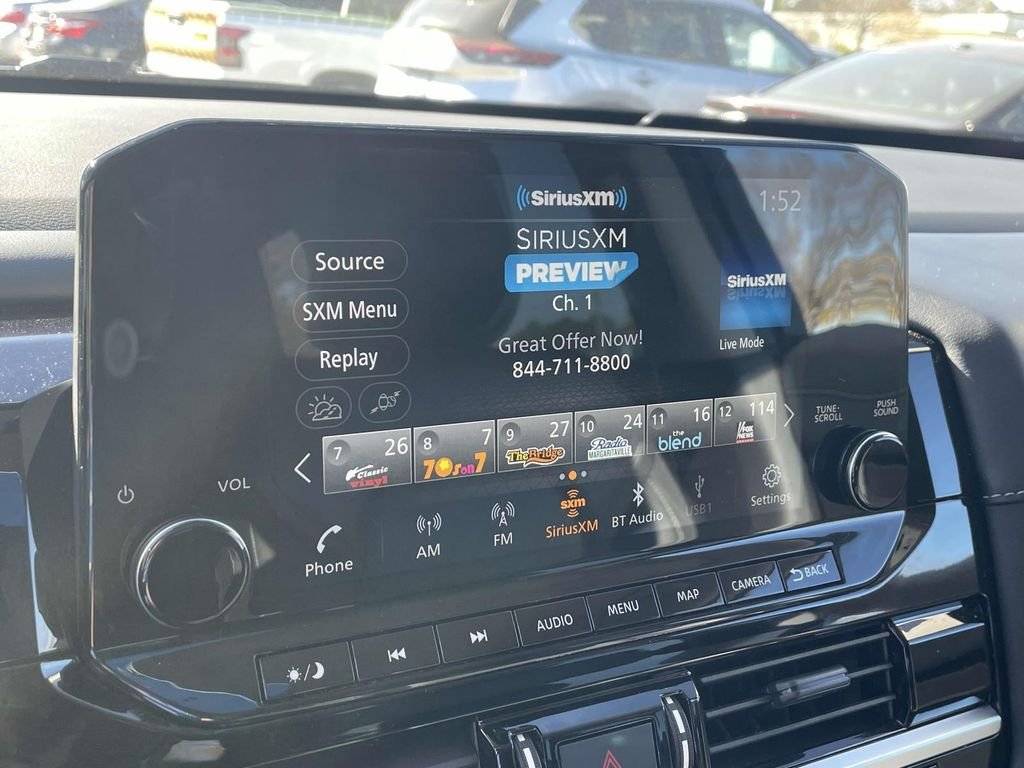 SiriusXM
1:52
SIRIUSXM
PREVIEW
Ch. 1
Great Offer Now!
844-711-8800
Source
SXM Menu
Replay
SiriusXM
Live Mode
7 26 Classic vinyl
8 7 70s on 7
9 27 The Bridge
10 24 Radio MARGARITAVILLE
11 16 the blend
12 114 FOX NEWS
TUNE·SCROLL
PUSH SOUND
VOL
Phone
AM
FM
sxm
SiriusXM
BT Audio
USB1
Settings
AUDIO
MENU
MAP
CAMERA
BACK